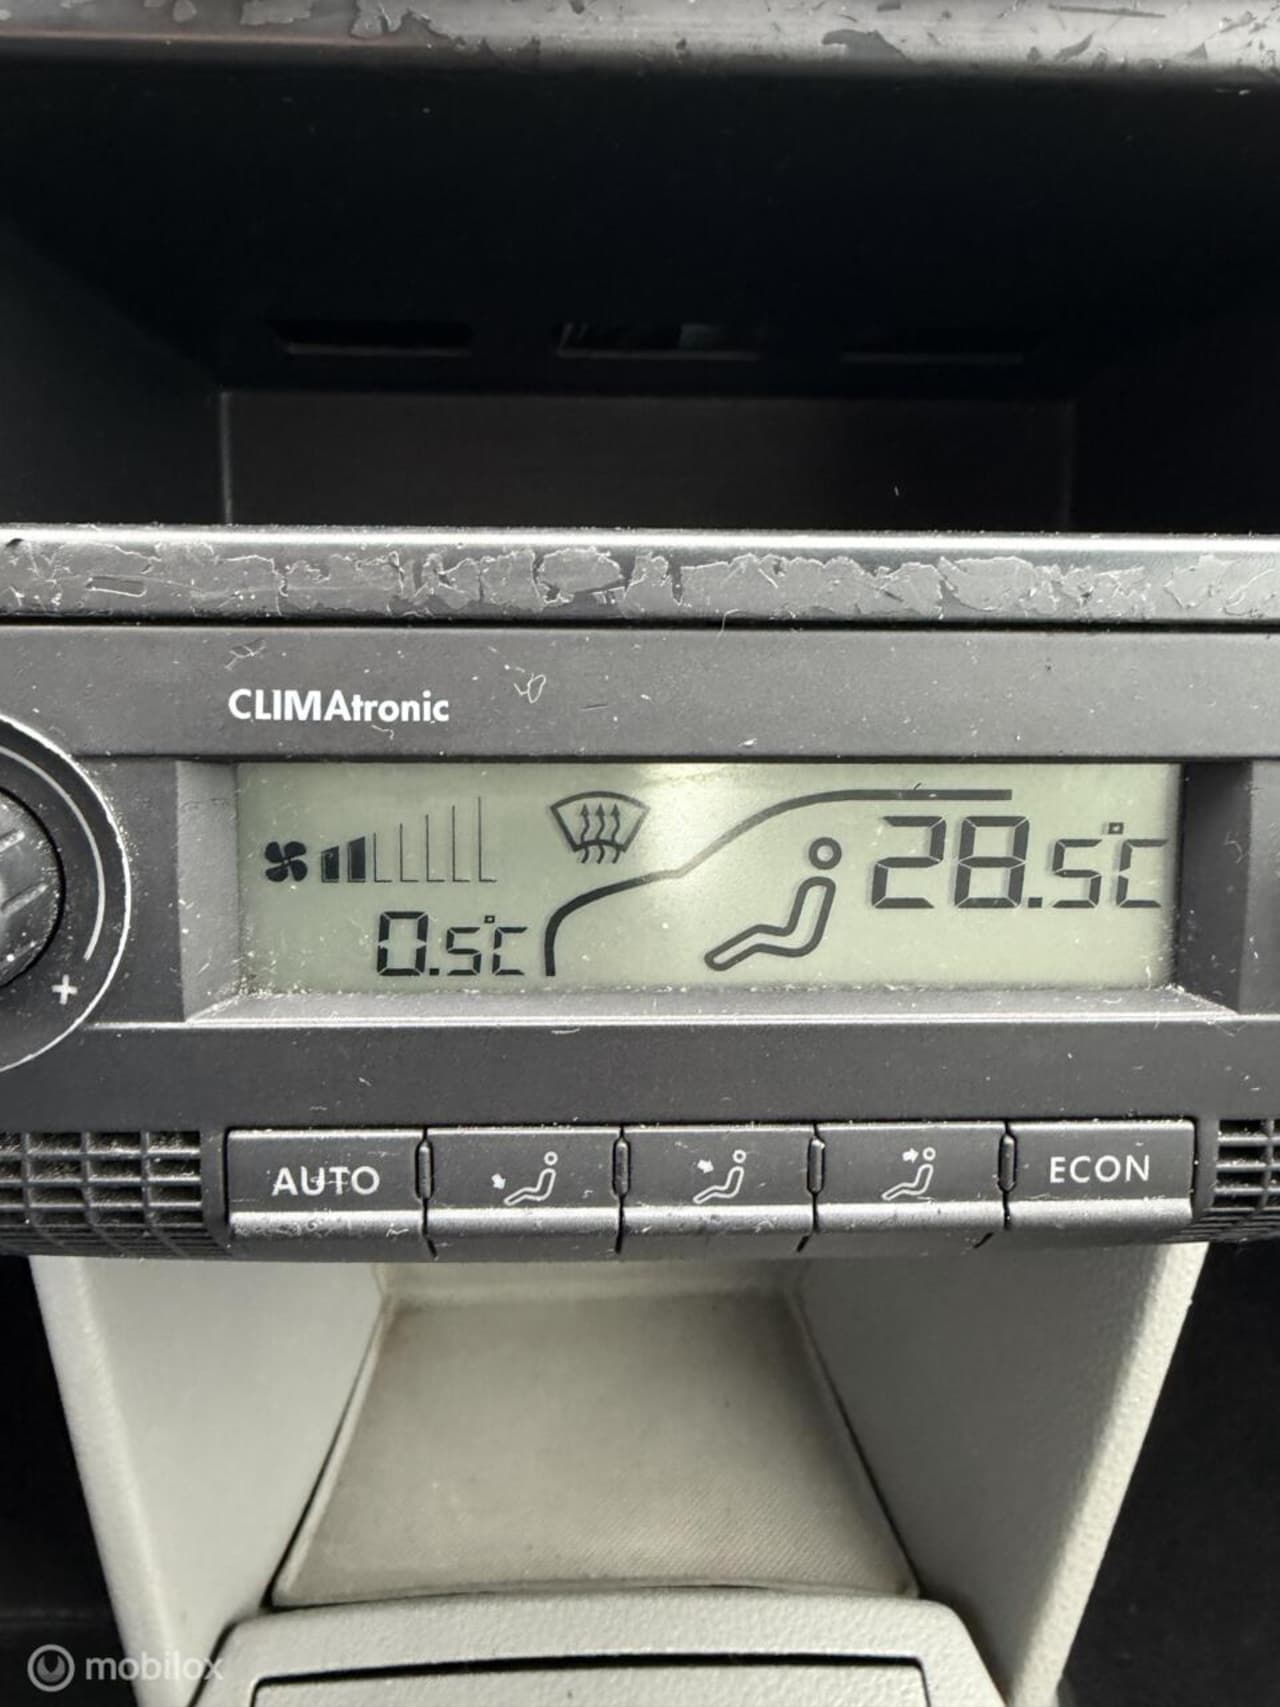 CLIMAtronic
28.5°C
0.5°C
+
AUTO
ECON
mobilox